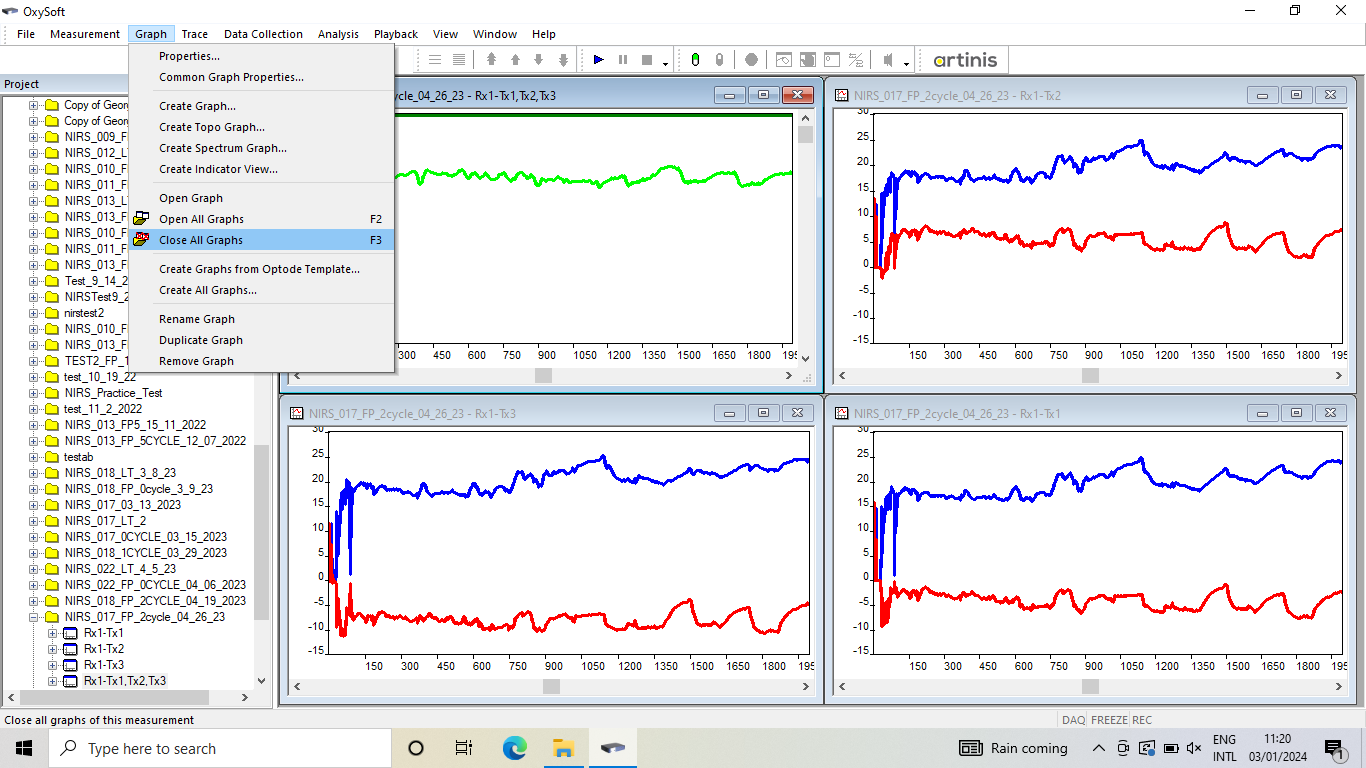 OxySoft
File Measurement Graph Trace Data Collection Analysis Playback View Window Help
artinis
Project
Copy of Georg
Copy of Georg
NIRS_009_F
NIRS_012_LT
NIRS_010_F
NIRS_011_F
NIRS_013_LT
NIRS_013_F
NIRS_010_F
NIRS_011_F
NIRS_013_F
Test_9_14_2
NIRSTest9_2
nirstest2
NIRS_010_F
NIRS_013_F
TEST2_FP_1
test_10_19_22
NIRS_Practice_Test
test_11_2_2022
NIRS_013_FP5_15_11_2022
NIRS_013_FP_5CYCLE_12_07_2022
testab
NIRS_018_LT_3_8_23
NIRS_018_FP_0cycle_3_9_23
NIRS_017_03_13_2023
NIRS_017_LT_2
NIRS_017_0CYCLE_03_15_2023
NIRS_018_1CYCLE_03_29_2023
NIRS_022_LT_4_5_23
NIRS_022_FP_0CYCLE_04_06_2023
NIRS_018_FP_2CYCLE_04_19_2023
NIRS_017_FP_2cycle_04_26_23
Rx1-Tx1
Rx1-Tx2
Rx1-Tx3
Rx1-Tx1,Tx2,Tx3
Properties...
Common Graph Properties...
Create Graph...
Create Topo Graph...
Create Spectrum Graph...
Create Indicator View...
Open Graph
Open All Graphs F2
Close All Graphs F3
Create Graphs from Optode Template...
Create All Graphs...
Rename Graph
Duplicate Graph
Remove Graph
cle_04_26_23 - Rx1-Tx1,Tx2,Tx3
300 450 600 750 900 1050 1200 1350 1500 1650 1800 195
NIRS_017_FP_2cycle_04_26_23 - Rx1-Tx2
30
25
20
15
10
5
0
-5
-10
-15
150 300 450 600 750 900 1050 1200 1350 1500 1650 1800 195
NIRS_017_FP_2cycle_04_26_23 - Rx1-Tx3
30
25
20
15
10
5
0
-5
-10
-15
150 300 450 600 750 900 1050 1200 1350 1500 1650 1800 195
NIRS_017_FP_2cycle_04_26_23 - Rx1-Tx1
30
25
20
15
10
5
0
-5
-10
-15
150 300 450 600 750 900 1050 1200 1350 1500 1650 1800 195
Close all graphs of this measurement
DAQ FREEZE REC
Type here to search
Rain coming
ENG
INTL
11:20
03/01/2024
1